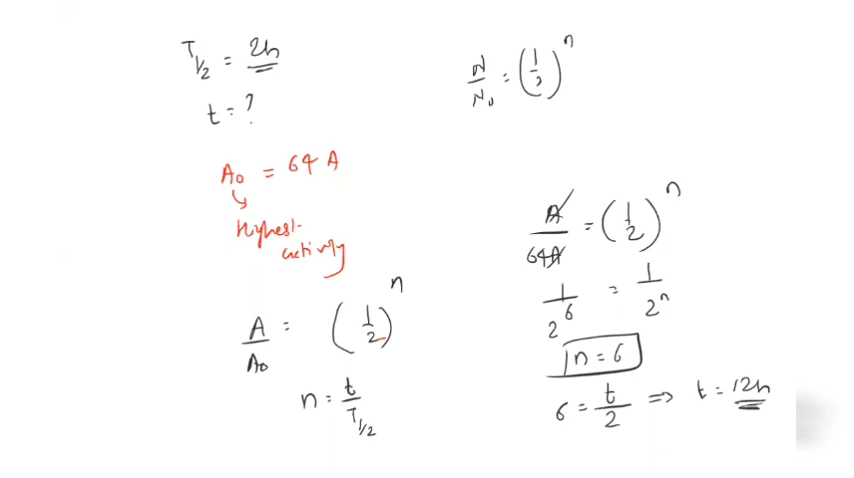 T1/2 = 2h
t = ?
A0 = 64 A
Highest
activity
A/A0 = (1/2)^n
n = t/T1/2
N/N0 = (1/2)^n
A/64A = (1/2)^n
1/2^6 = 1/2^n
n = 6
6 = t/2 ⇒ t = 12h